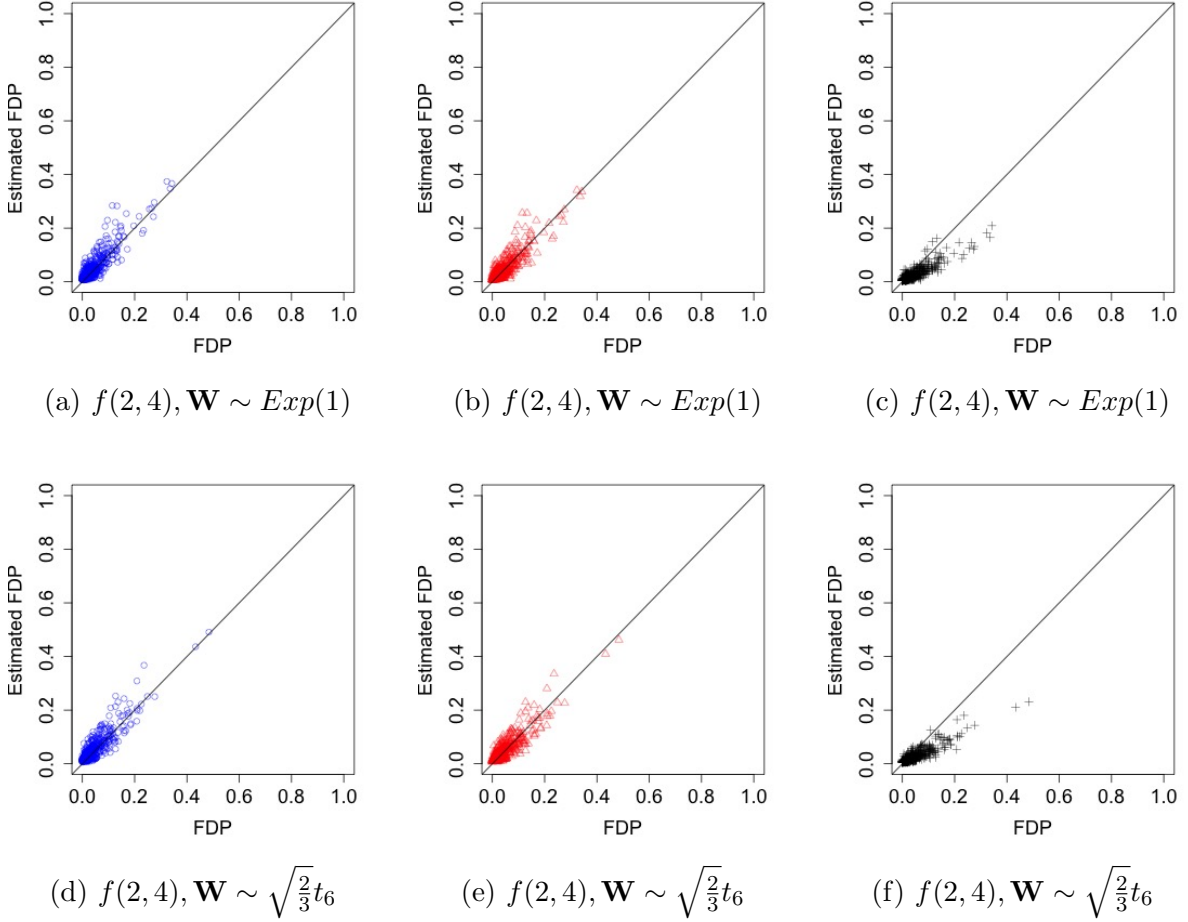 Estimated FDP
0.0 0.2 0.4 0.6 0.8 1.0
0.0 0.2 0.4 0.6 0.8 1.0
FDP
(a) f(2, 4), W ∼ Exp(1)
Estimated FDP
0.0 0.2 0.4 0.6 0.8 1.0
0.0 0.2 0.4 0.6 0.8 1.0
FDP
(b) f(2, 4), W ∼ Exp(1)
Estimated FDP
0.0 0.2 0.4 0.6 0.8 1.0
0.0 0.2 0.4 0.6 0.8 1.0
FDP
(c) f(2, 4), W ∼ Exp(1)
Estimated FDP
0.0 0.2 0.4 0.6 0.8 1.0
0.0 0.2 0.4 0.6 0.8 1.0
FDP
(d) f(2, 4), W ∼ √(2/3) t₆
Estimated FDP
0.0 0.2 0.4 0.6 0.8 1.0
0.0 0.2 0.4 0.6 0.8 1.0
FDP
(e) f(2, 4), W ∼ √(2/3) t₆
Estimated FDP
0.0 0.2 0.4 0.6 0.8 1.0
0.0 0.2 0.4 0.6 0.8 1.0
FDP
(f) f(2, 4), W ∼ √(2/3) t₆